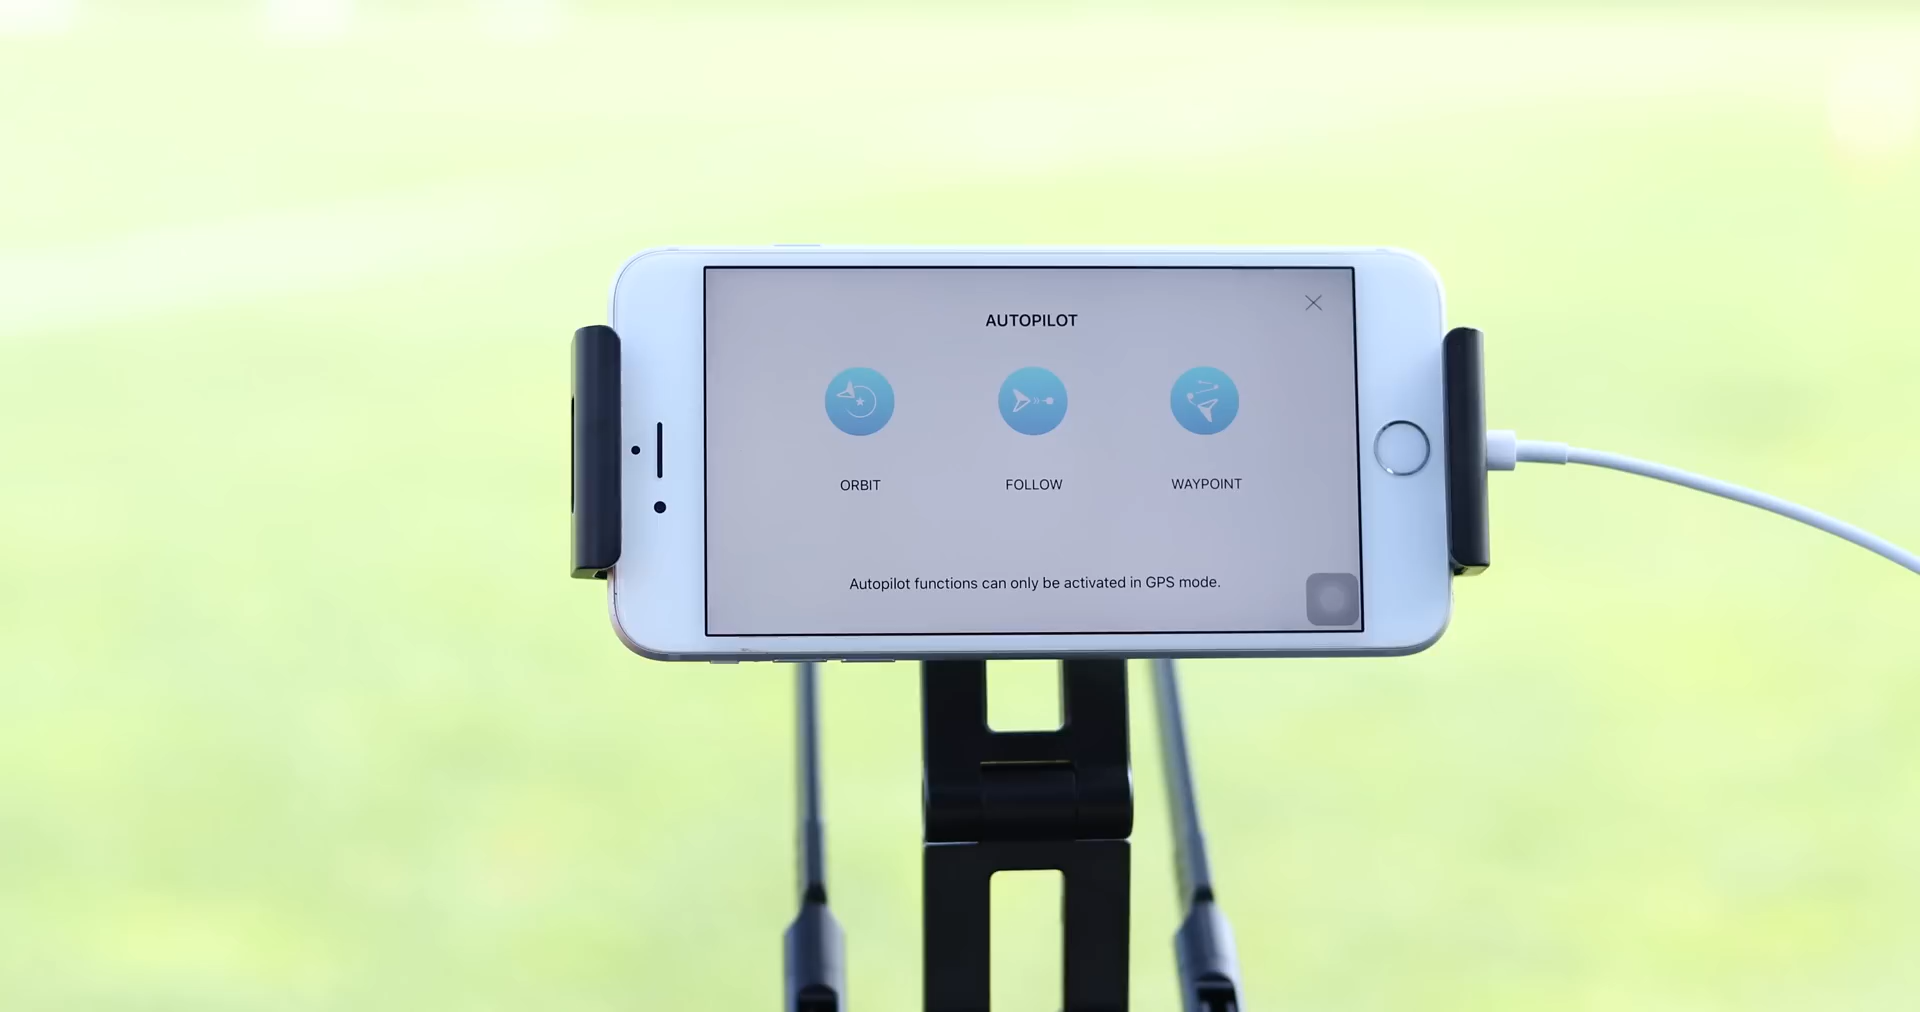 AUTOPILOT
ORBIT
FOLLOW
WAYPOINT
Autopilot functions can only be activated in GPS mode.